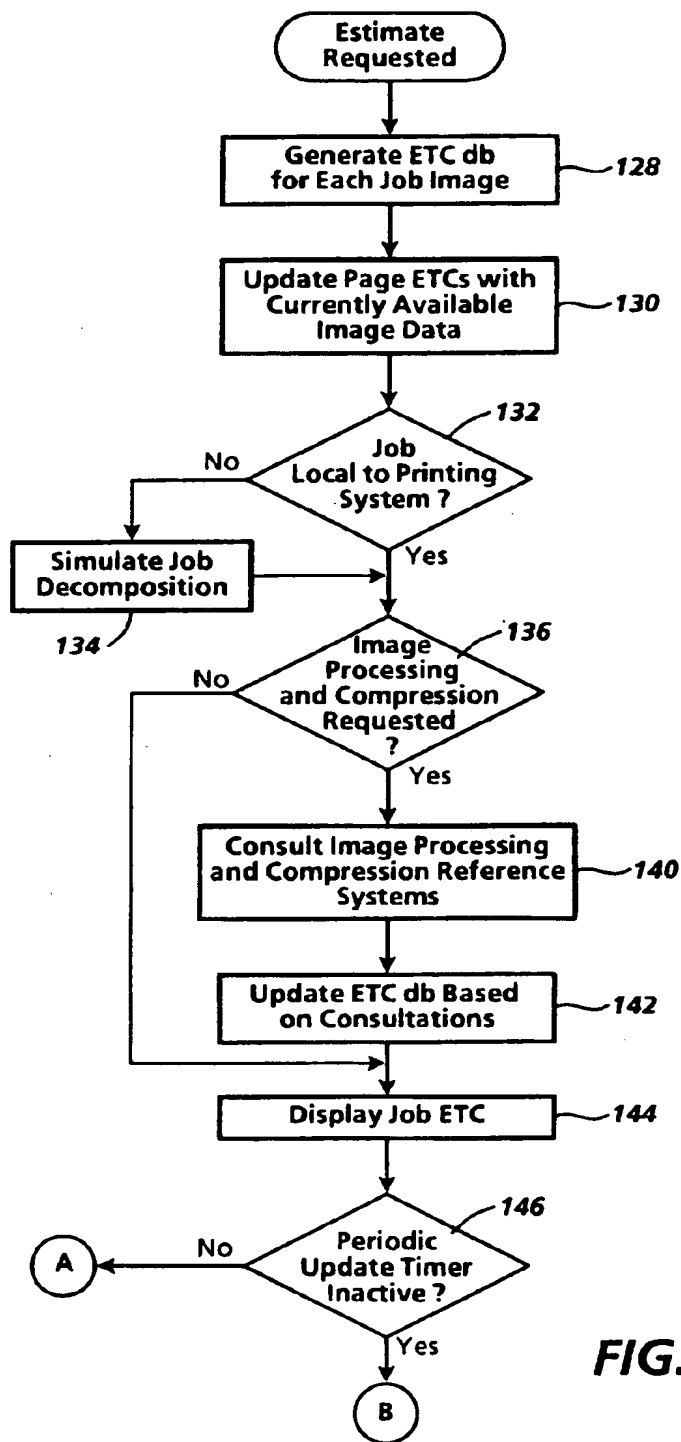 Estimate
Requested
Generate ETC db
for Each Job Image
128
Update Page ETCs with
Currently Available
Image Data
130
132
Job
Local to Printing
System ?
No
Yes
Simulate Job
Decomposition
134
136
Image
Processing
and Compression
Requested
?
No
Yes
Consult Image Processing
and Compression Reference
Systems
140
Update ETC db Based
on Consultations
142
Display Job ETC
144
146
Periodic
Update Timer
Inactive ?
No
A
Yes
B
FIG.